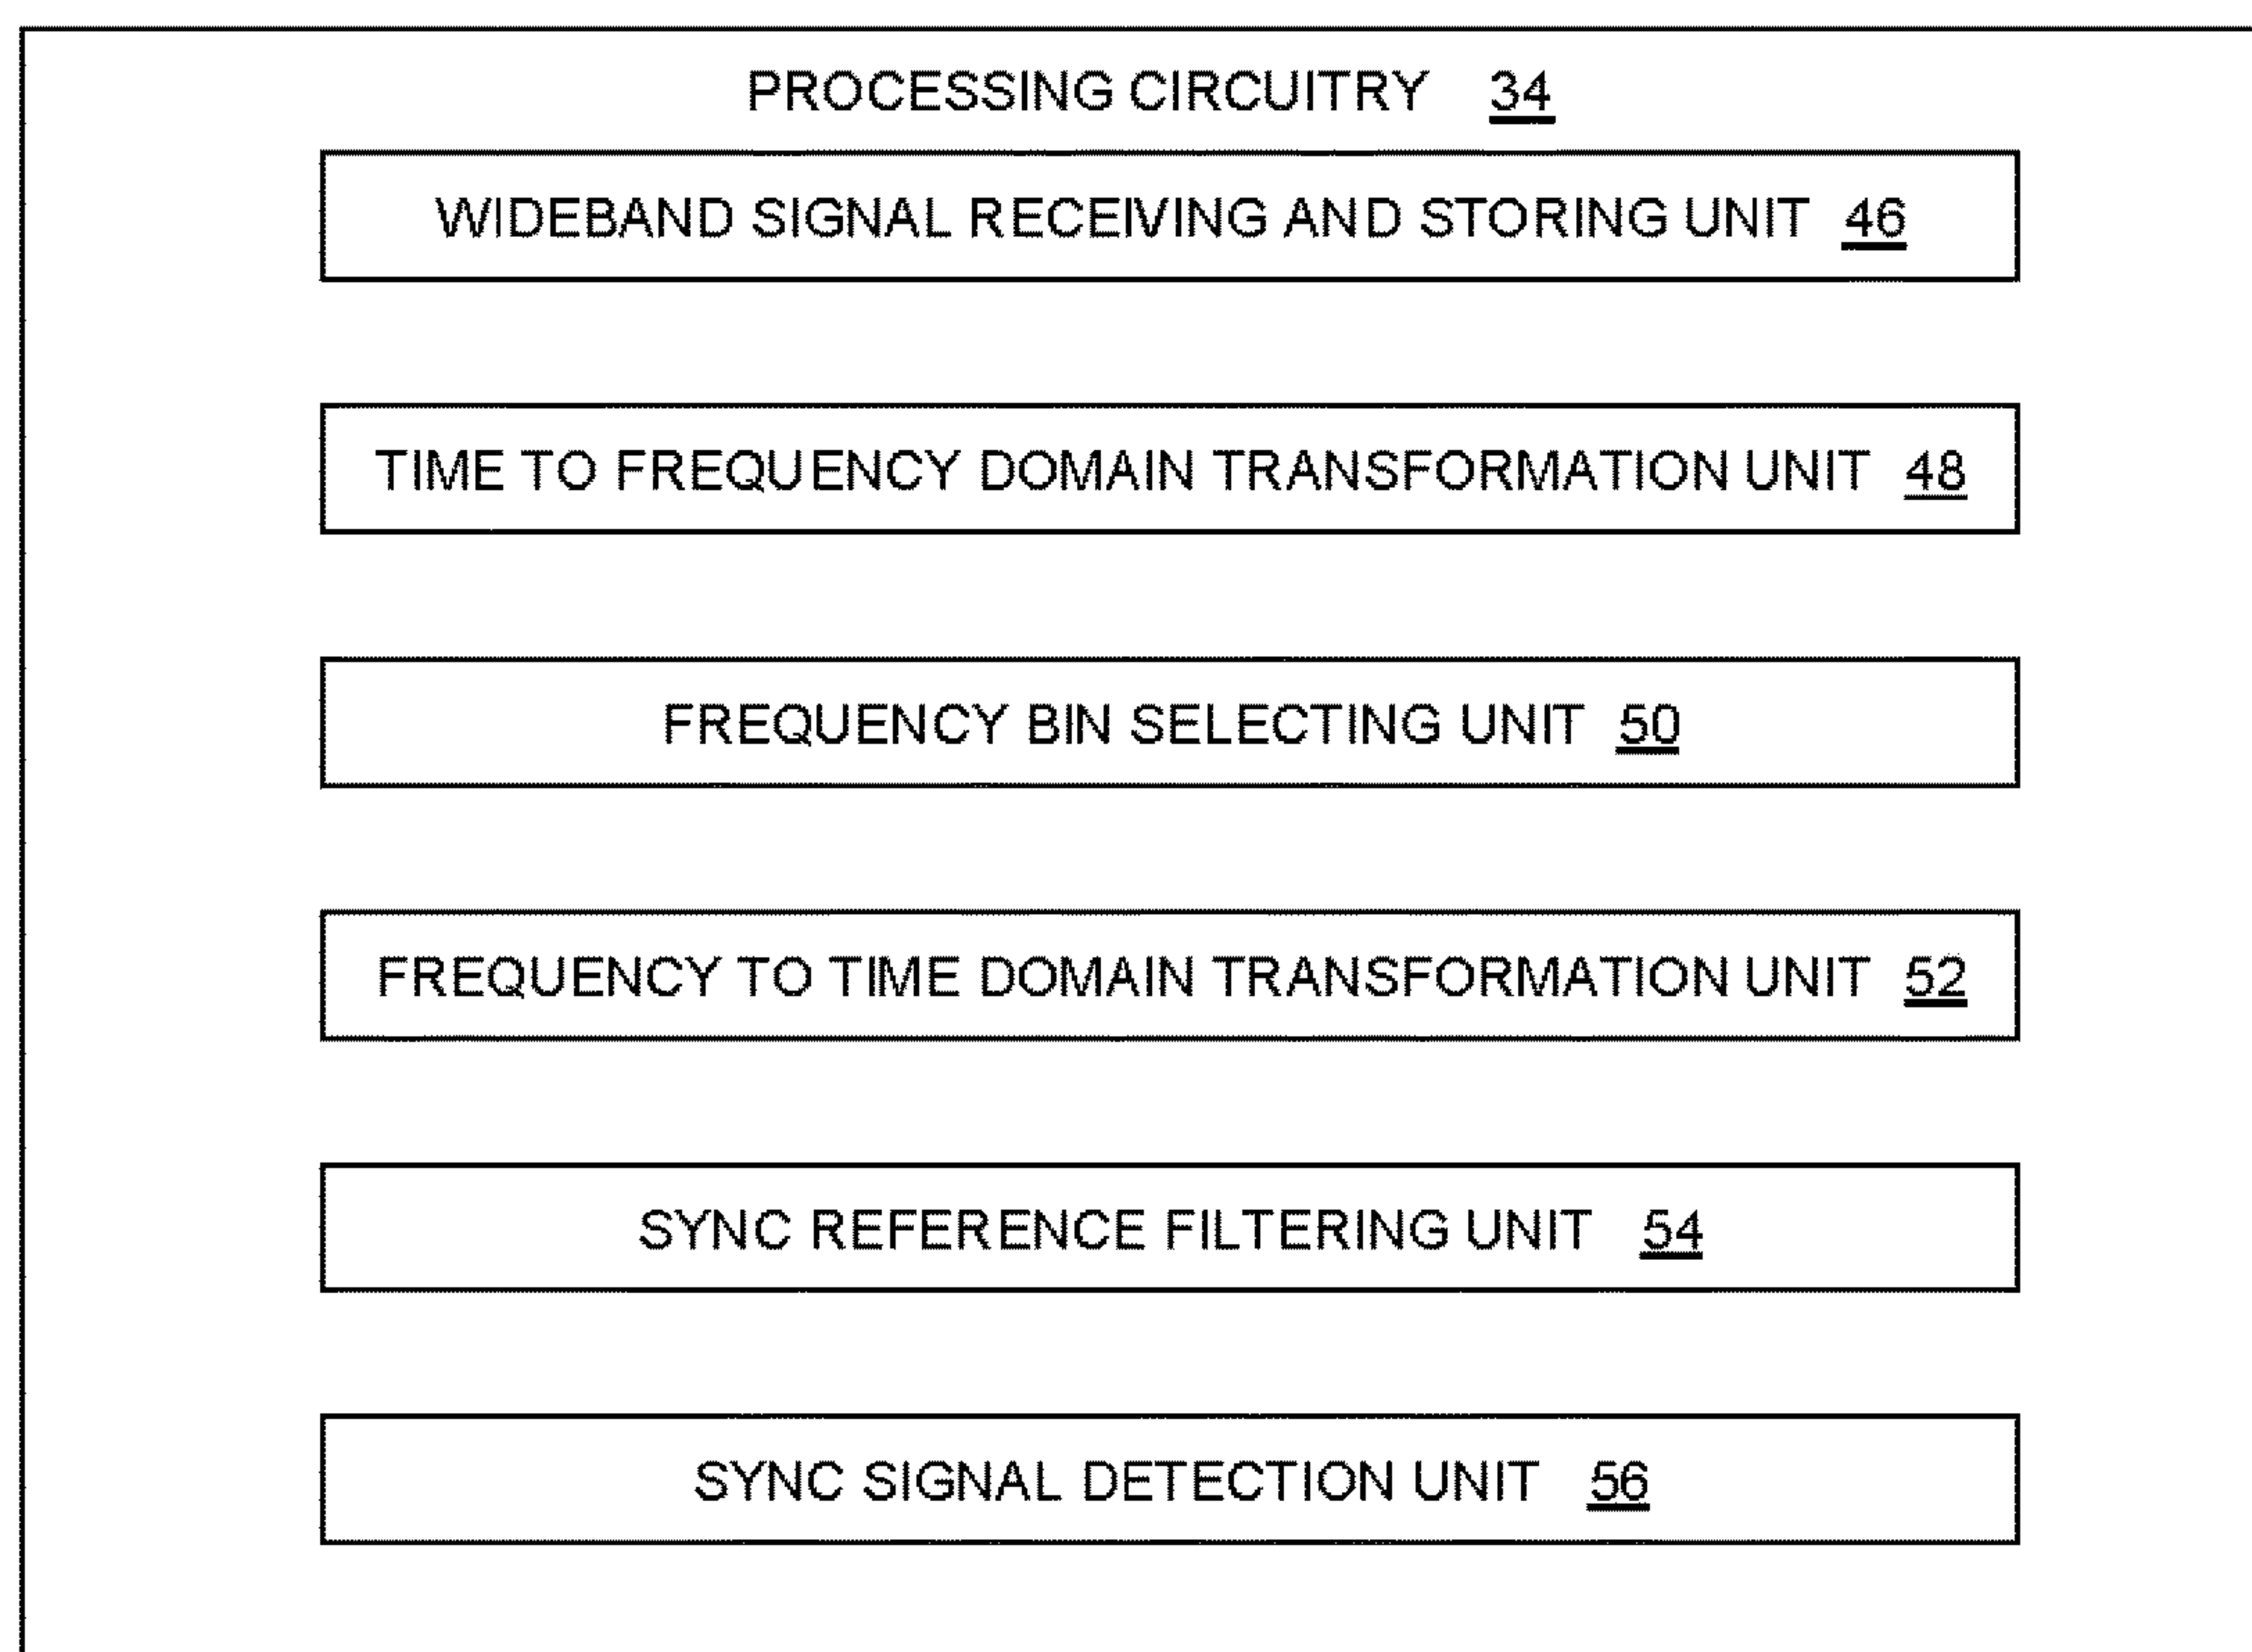 PROCESSING CIRCUITRY 34
WIDEBAND SIGNAL RECEIVING AND STORING UNIT 46
TIME TO FREQUENCY DOMAIN TRANSFORMATION UNIT 48
FREQUENCY BIN SELECTING UNIT 50
FREQUENCY TO TIME DOMAIN TRANSFORMATION UNIT 52
SYNC REFERENCE FILTERING UNIT 54
SYNC SIGNAL DETECTION UNIT 56